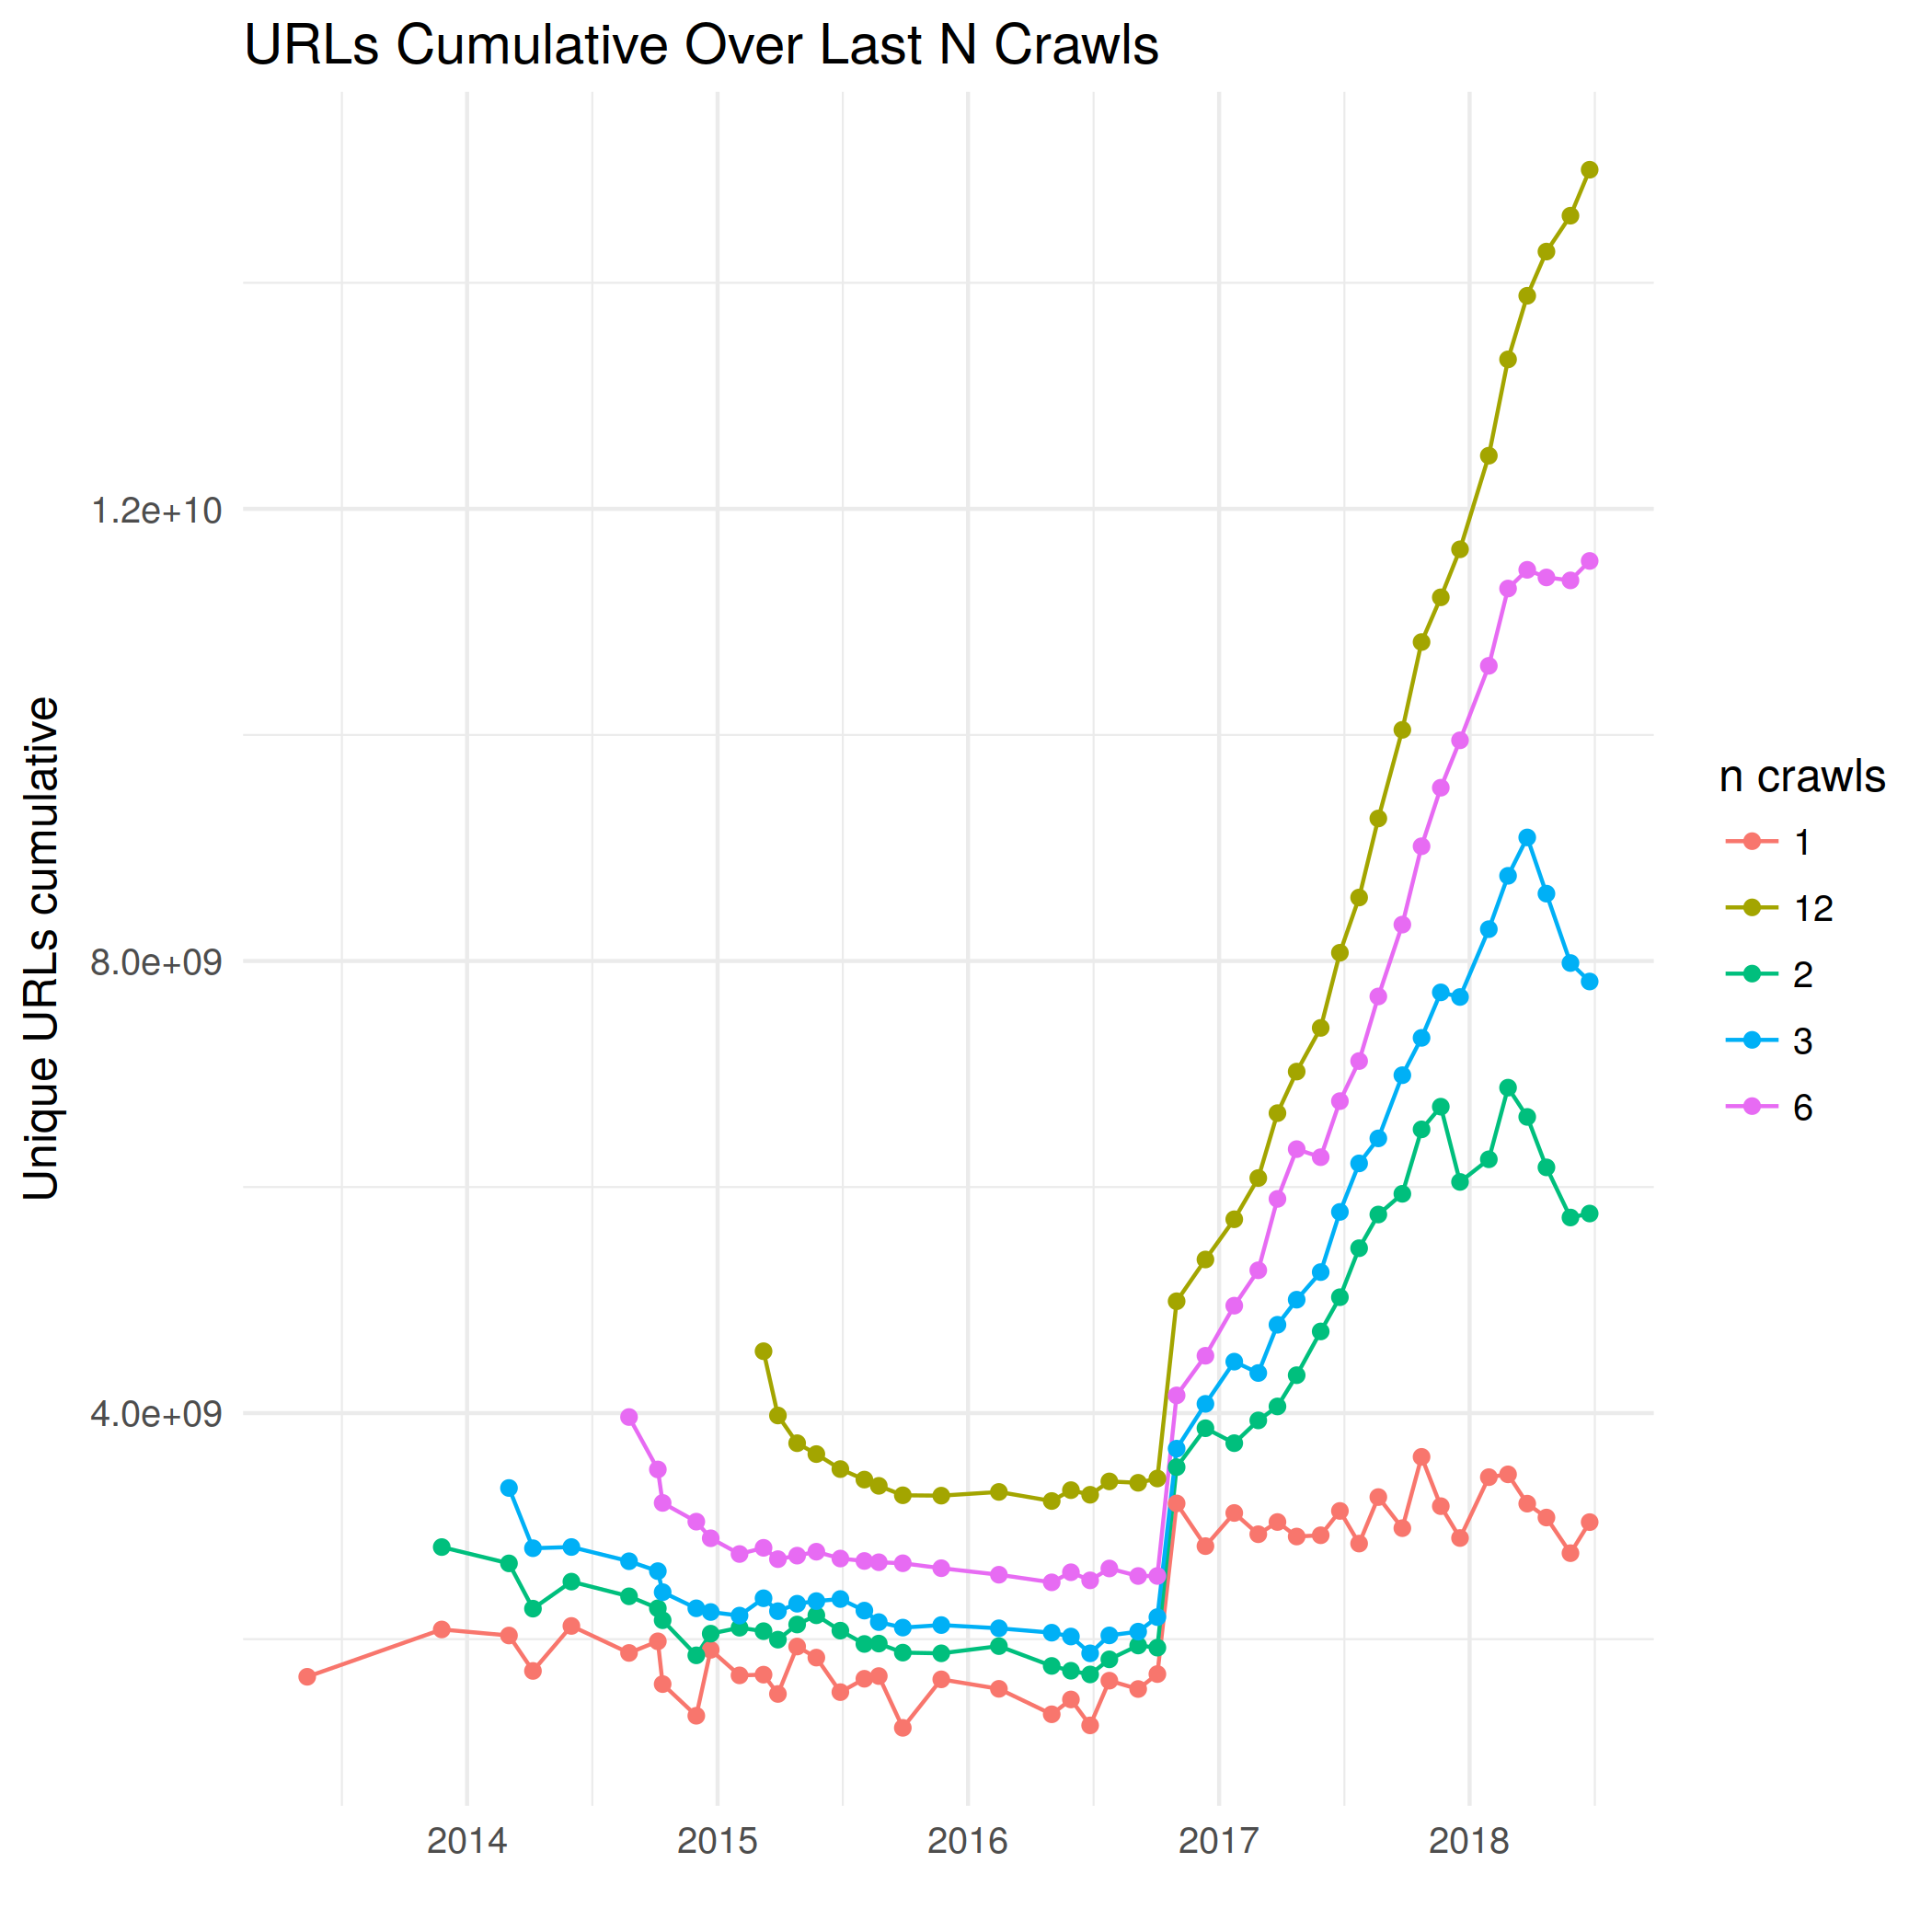 URLs Cumulative Over Last N Crawls
Unique URLs cumulative
1.2e+10
8.0e+09
4.0e+09
2014
2015
2016
2017
2018
n crawls
1
12
2
3
6